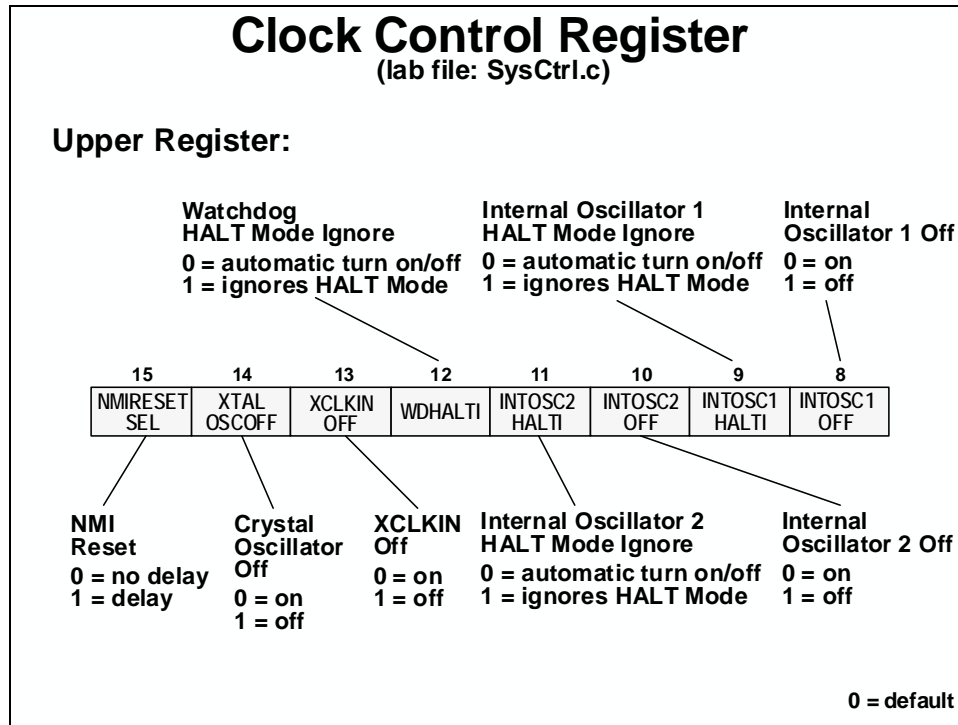 Clock Control Register
(lab file: SysCtrl.c)
Upper Register:
Watchdog
HALT Mode Ignore
0 = automatic turn on/off
1 = ignores HALT Mode
Internal Oscillator 1
HALT Mode Ignore
0 = automatic turn on/off
1 = ignores HALT Mode
Internal
Oscillator 1 Off
0 = on
1 = off
15 14 13 12 11 10 9 8
NMIRESET
SEL
XTAL
OSCOFF
XCLKIN
OFF
WDHALTI
INTOSC2
HALTI
INTOSC2
OFF
INTOSC1
HALTI
INTOSC1
OFF
NMI
Reset
0 = no delay
1 = delay
Crystal
Oscillator
Off
0 = on
1 = off
XCLKIN
Off
0 = on
1 = off
Internal Oscillator 2
HALT Mode Ignore
0 = automatic turn on/off
1 = ignores HALT Mode
Internal
Oscillator 2 Off
0 = on
1 = off
0 = default